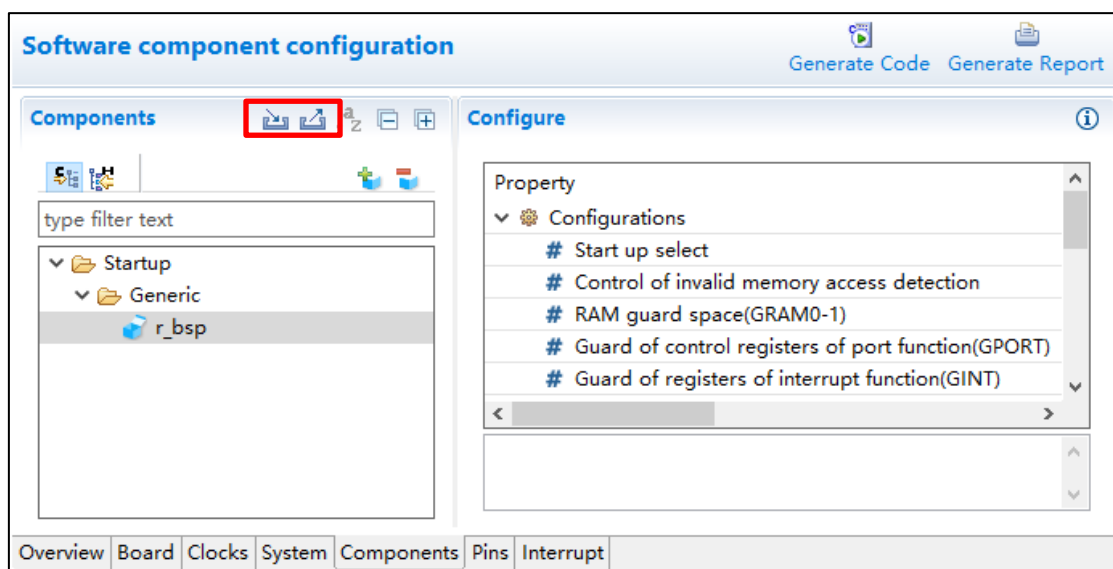 Software component configuration
Generate Code Generate Report
Components
Configure
type filter text
Startup
Generic
r_bsp
Property
Configurations
# Start up select
# Control of invalid memory access detection
# RAM guard space(GRAM0-1)
# Guard of control registers of port function(GPORT)
# Guard of registers of interrupt function(GINT)
Overview Board Clocks System Components Pins Interrupt